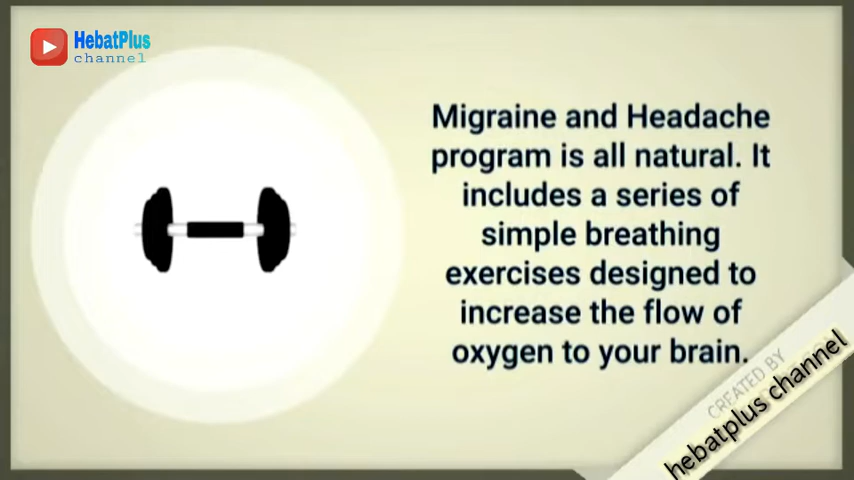 HebatPlus
channel
Migraine and Headache
program is all natural. It
includes a series of
simple breathing
exercises designed to
increase the flow of
oxygen to your brain.
CREATED BY
hebatplus channel